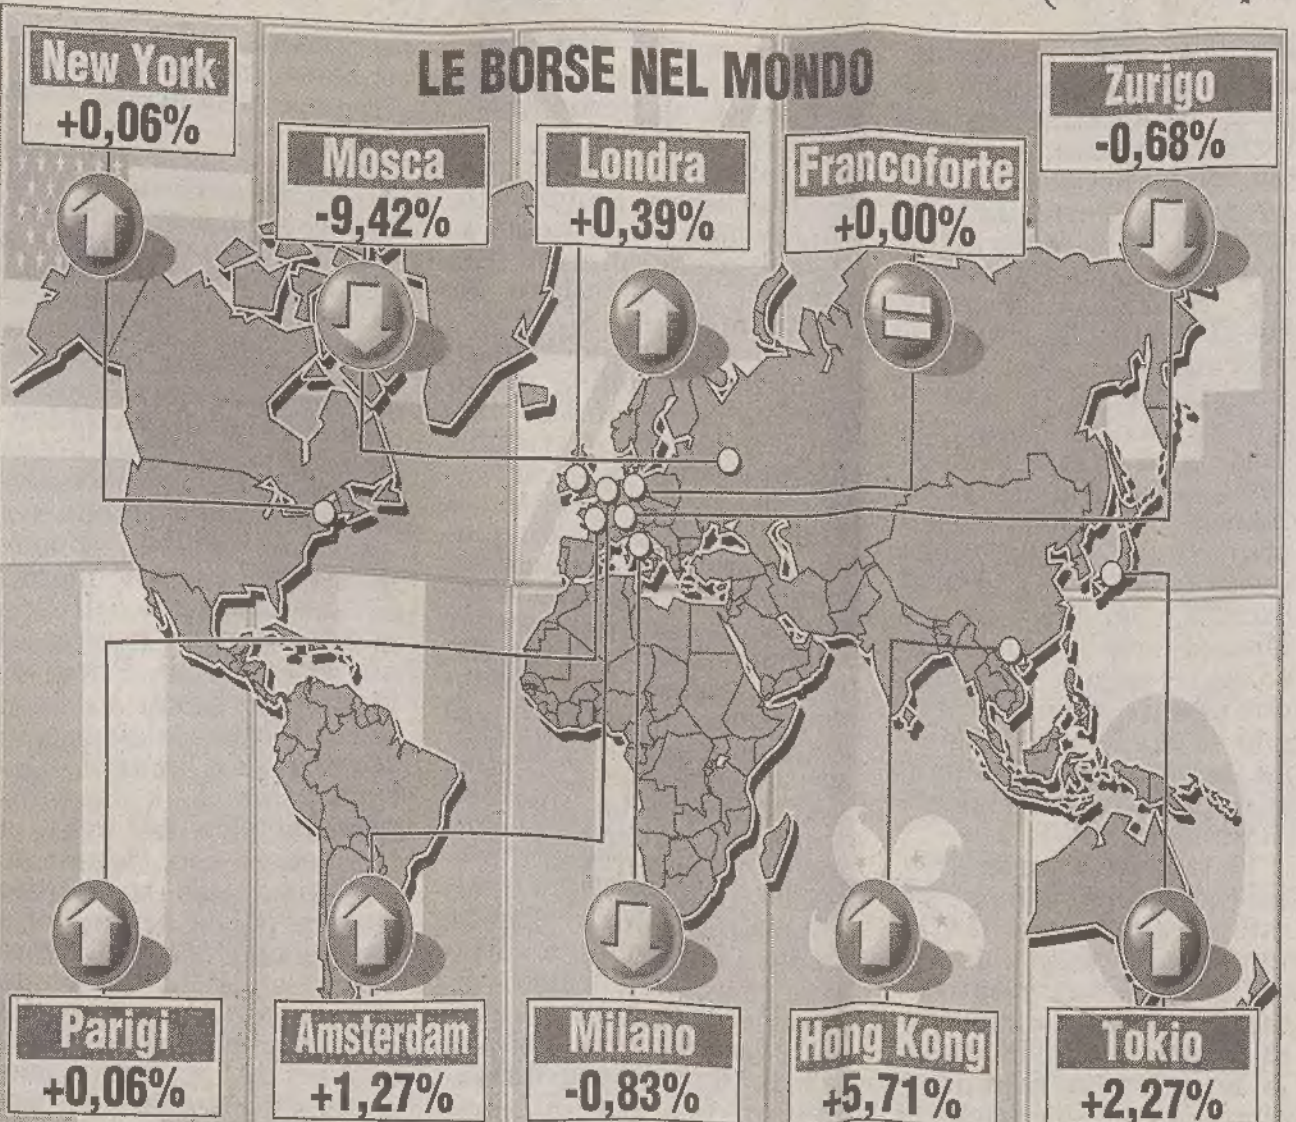 LE BORSE NEL MONDO
New York
+0,06%
Mosca
-9,42%
Londra
+0,39%
Francoforte
+0,00%
Zurigo
-0,68%
Parigi
+0,06%
Amsterdam
+1,27%
Milano
-0,83%
Hong Kong
+5,71%
Tokio
+2,27%